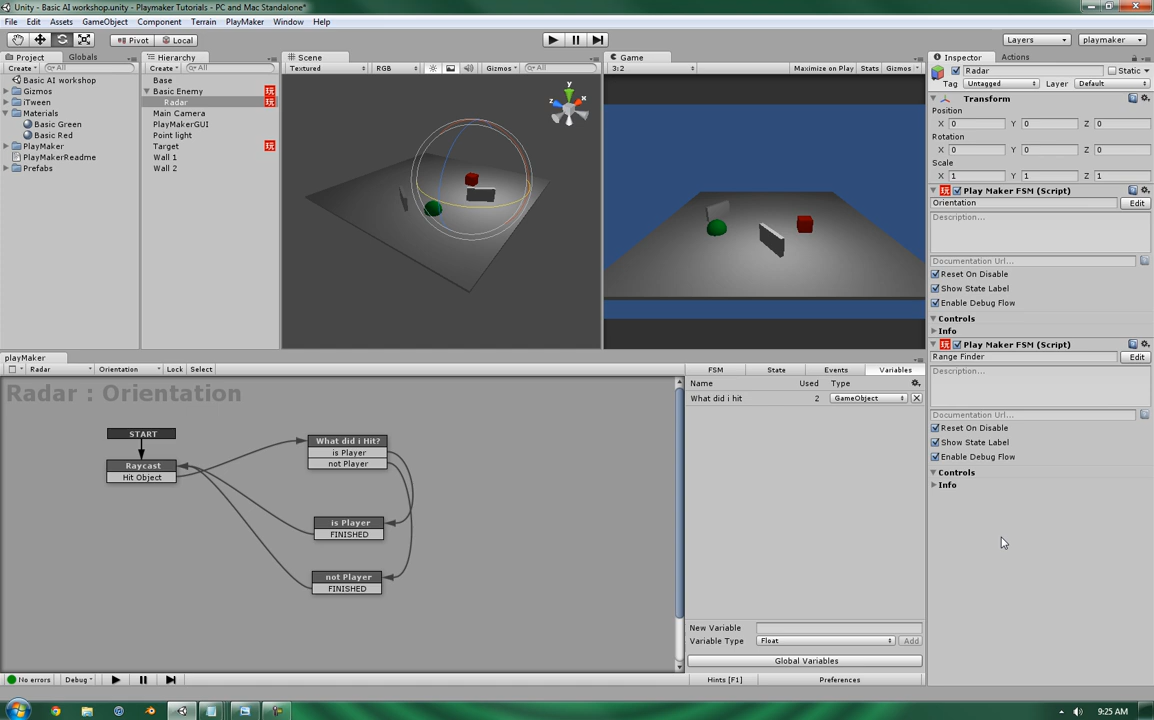 Unity - Basic AI workshop.unity - Playmaker Tutorials - PC and Mac Standalone*
File Edit Assets GameObject Component Terrain PlayMaker Window Help
Pivot Local Layers playmaker
Project Globals
Create All
Basic AI workshop
Gizmos
iTween
Materials
Basic Green
Basic Red
PlayMaker
PlayMakerReadme
Prefabs
Hierarchy
Create All
Base
Basic Enemy
Radar
Main Camera
PlayMakerGUI
Point light
Target
Wall 1
Wall 2
Scene
Textured RGB Gizmos All
y
x
z
Game
3:2 Maximize on Play Stats Gizmos
Inspector Actions
Radar Static
Tag Untagged Layer Default
Transform
Position
X 0 Y 0 Z 0
Rotation
X 0 Y 0 Z 0
Scale
X 1 Y 1 Z 1
Play Maker FSM (Script)
Orientation Edit
Description...
Documentation Url...
Reset On Disable
Show State Label
Enable Debug Flow
Controls
Info
Play Maker FSM (Script)
Range Finder Edit
Description...
Documentation Url...
Reset On Disable
Show State Label
Enable Debug Flow
Controls
Info
playMaker
Radar Orientation Lock Select
Radar : Orientation
START
Raycast
Hit Object
What did i Hit?
is Player
not Player
is Player
FINISHED
not Player
FINISHED
FSM State Events Variables
Name Used Type
What did i hit 2 GameObject
New Variable
Variable Type Float Add
Global Variables
No errors Debug Hints [F1] Preferences
9:25 AM